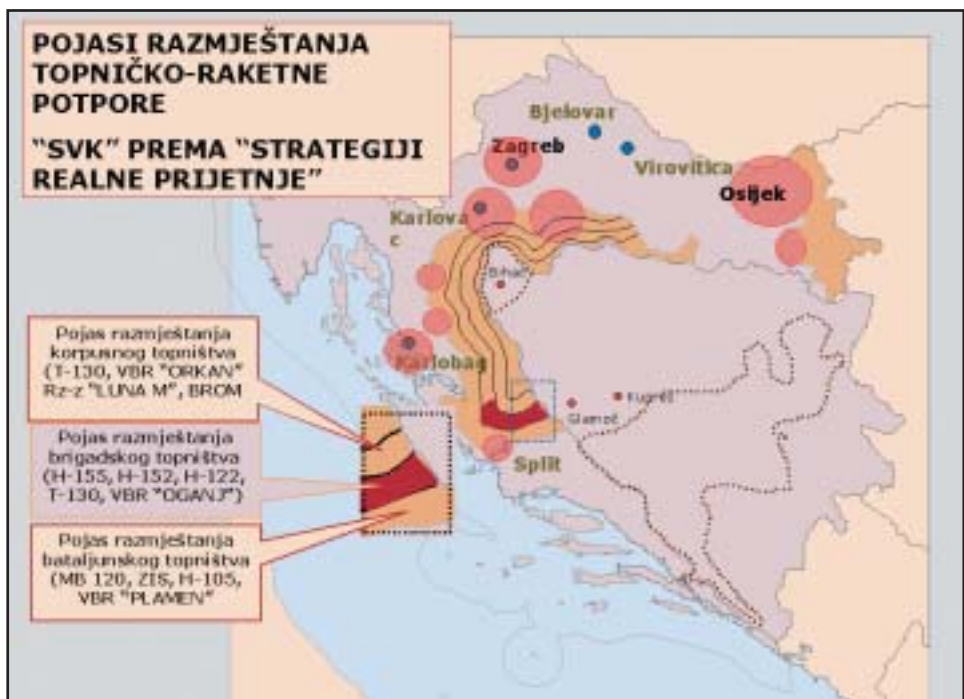 POJASI RAZMJEŠTANJA
TOPNIČKO-RAKETNE
POTPORE
“SVK” PREMA “STRATEGIJI
REALNE PRIJETNJE”
Bjelovar
Zagreb
Virovitica
Osijek
Karlova
c
Bihać
Karlobag
Kupres
Glamoč
Split
Pojas razmještanja
korpusnog topništva
(T-130, VBR “ORKAN”
Rz-z “LUNA M”, BROM
Pojas razmještanja
brigadskog topništva
(H-155, H-152, H-122,
T-130, VBR “OGANJ”)
Pojas razmještanja
bataljunskog topništva
(MB 120, ZIS, H-105,
VBR “PLAMEN”